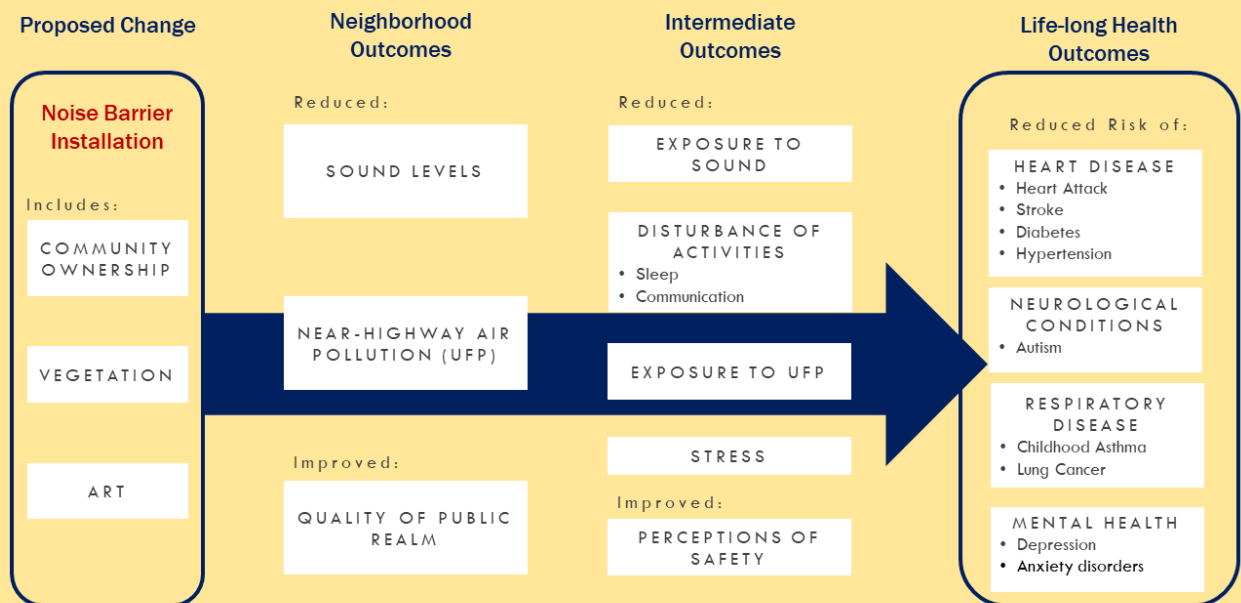 Proposed Change
Noise Barrier
Installation
Includes:
COMMUNITY
OWNERSHIP
VEGETATION
ART
Neighborhood
Outcomes
Reduced:
SOUND LEVELS
NEAR-HIGHWAY AIR
POLLUTION (UFP)
Improved:
QUALITY OF PUBLIC
REALM
Intermediate
Outcomes
Reduced:
EXPOSURE TO
SOUND
DISTURBANCE OF
ACTIVITIES
• Sleep
• Communication
EXPOSURE TO UFP
STRESS
Improved:
PERCEPTIONS OF
SAFETY
Life-long Health
Outcomes
Reduced Risk of:
HEART DISEASE
• Heart Attack
• Stroke
• Diabetes
• Hypertension
NEUROLOGICAL
CONDITIONS
• Autism
RESPIRATORY
DISEASE
• Childhood Asthma
• Lung Cancer
MENTAL HEALTH
• Depression
• Anxiety disorders